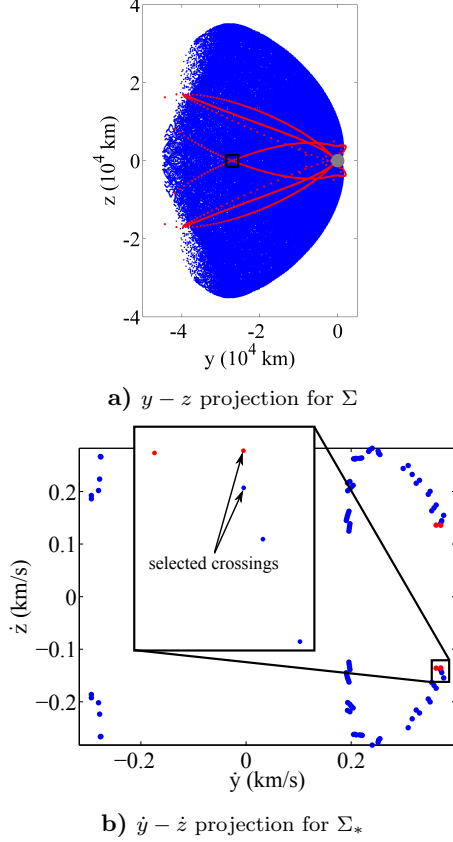 4
2
0
−2
−4
z (10⁴ km)
−4 −2 0
y (10⁴ km)
a) y − z projection for Σ
selected crossings
0.2
0.1
0
−0.1
−0.2
ż (km/s)
−0.2 0 0.2
ẏ (km/s)
b) ẏ − ż projection for Σ∗